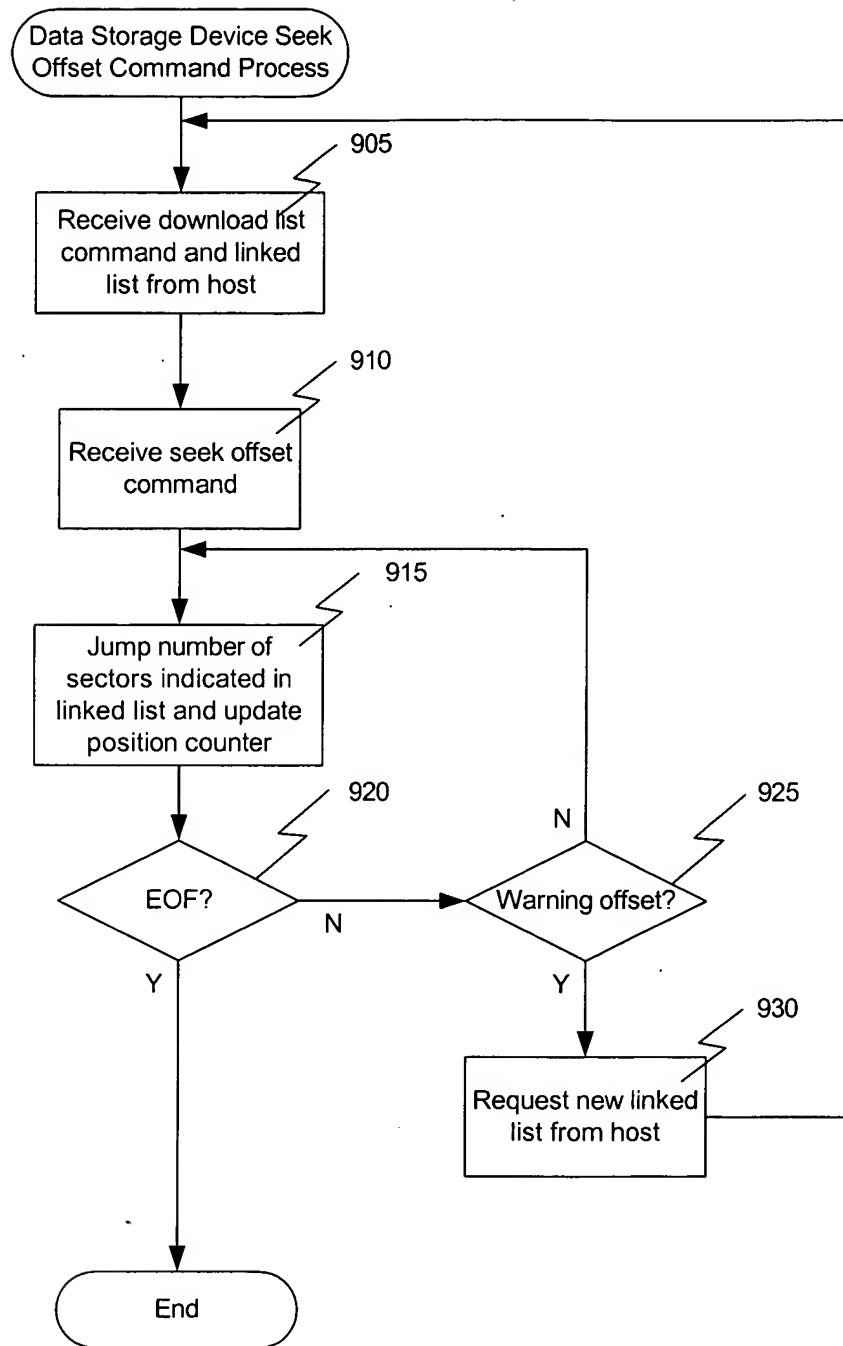 Data Storage Device Seek
Offset Command Process
905
Receive download list
command and linked
list from host
910
Receive seek offset
command
915
Jump number of
sectors indicated in
linked list and update
position counter
920
EOF?
N
Y
925
Warning offset?
N
Y
930
Request new linked
list from host
End